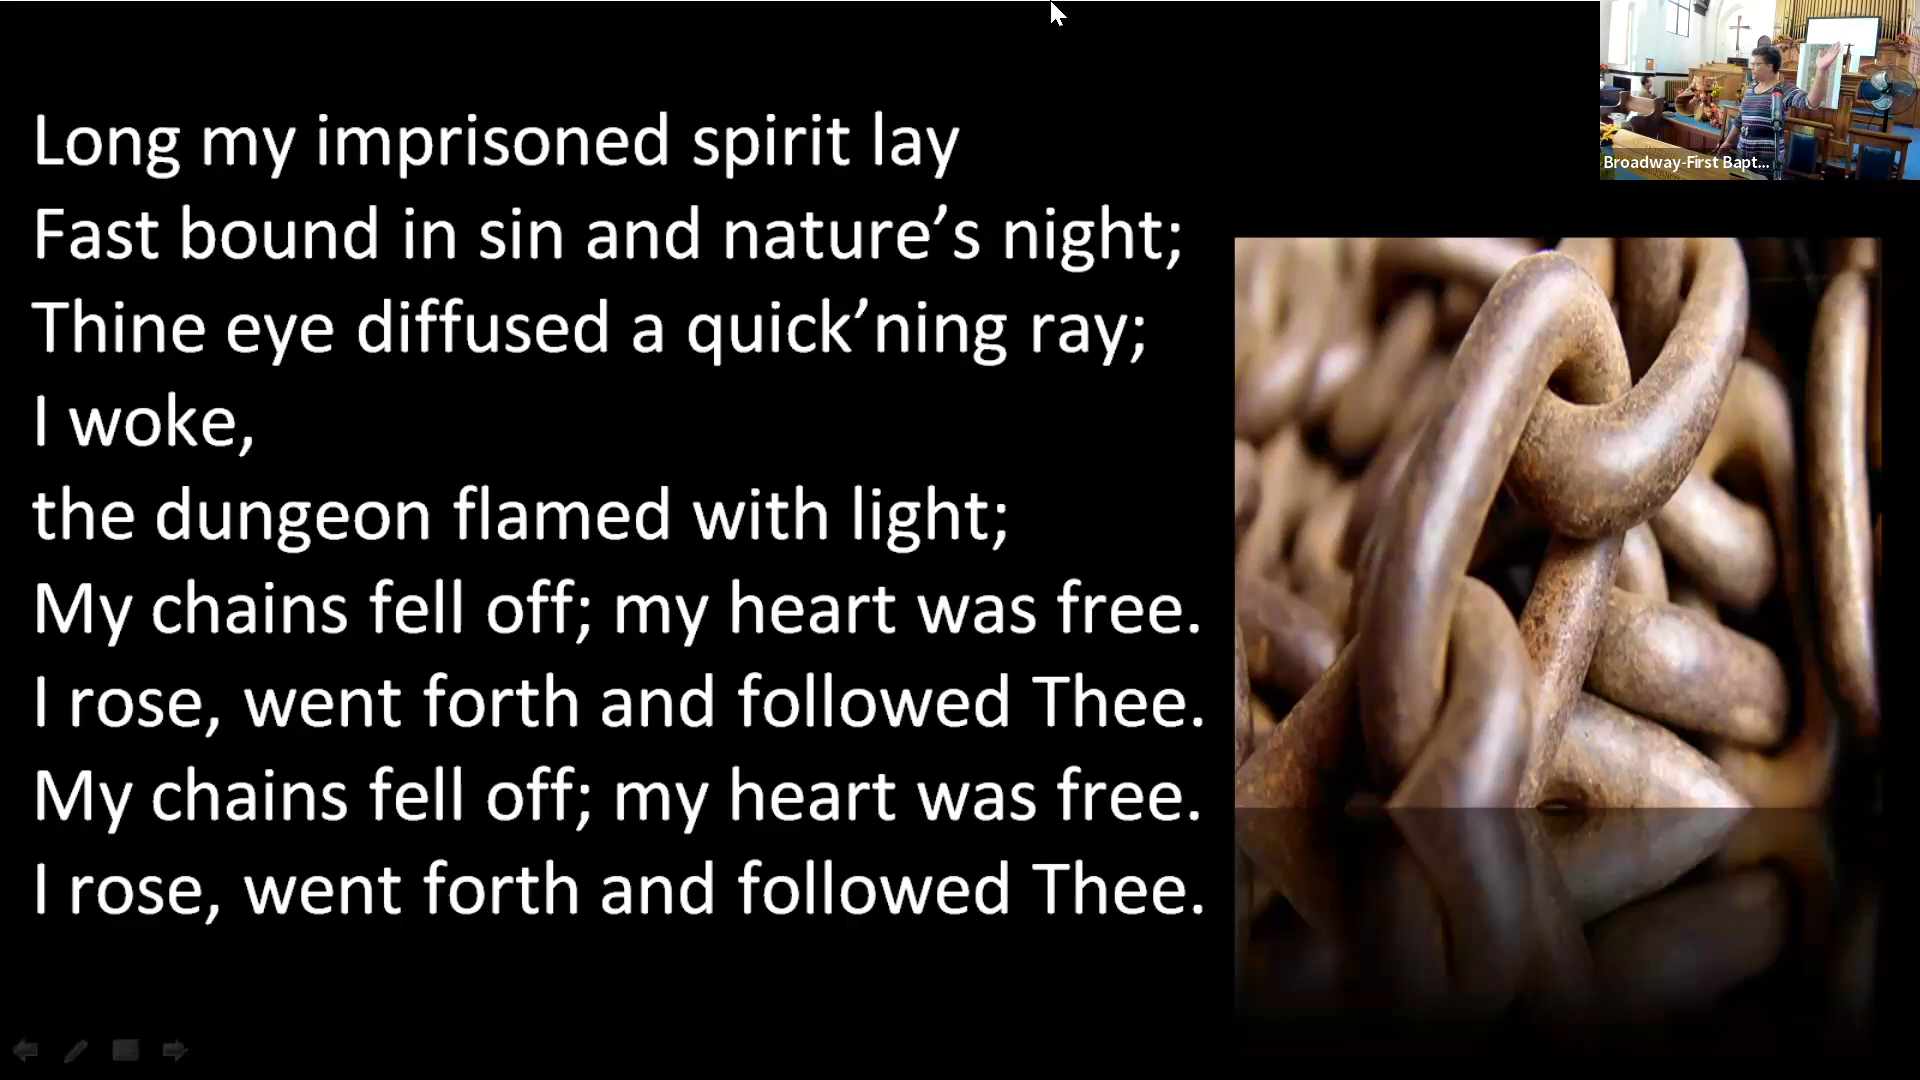 Long my imprisoned spirit lay
Fast bound in sin and nature’s night;
Thine eye diffused a quick’ning ray;
I woke,
the dungeon flamed with light;
My chains fell off; my heart was free.
I rose, went forth and followed Thee.
My chains fell off; my heart was free.
I rose, went forth and followed Thee.
Broadway-First Bapt...